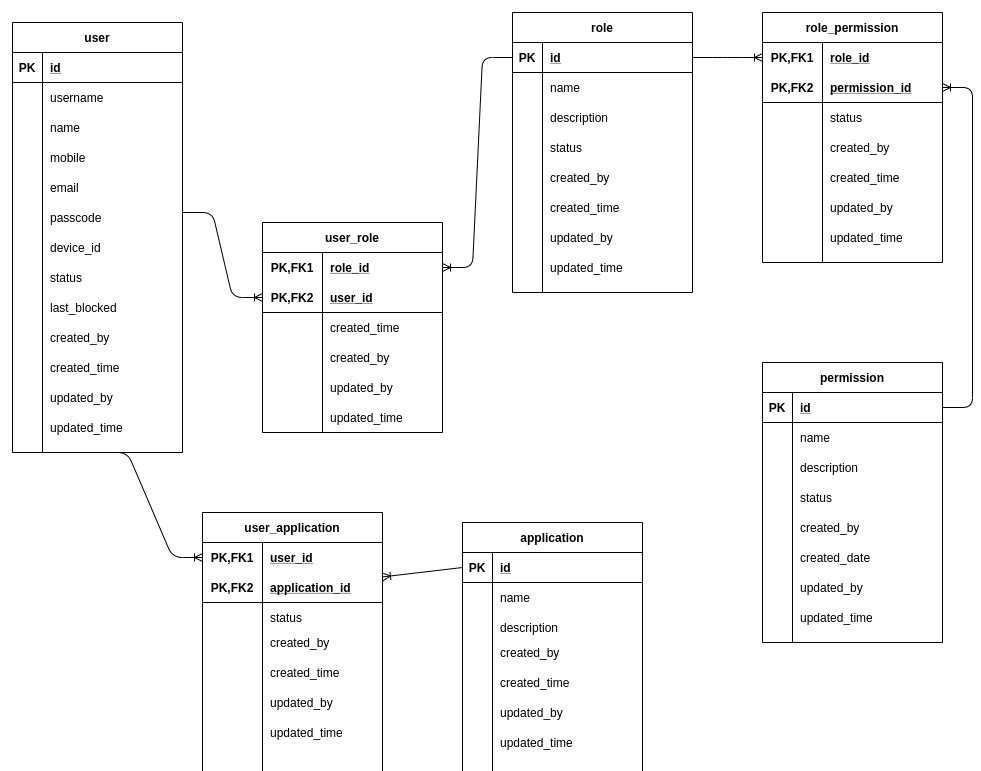 user
PK id
username
name
mobile
email
passcode
device_id
status
last_blocked
created_by
created_time
updated_by
updated_time
user_role
PK,FK1 role_id
PK,FK2 user_id
created_time
created_by
updated_by
updated_time
role
PK id
name
description
status
created_by
created_time
updated_by
updated_time
role_permission
PK,FK1 role_id
PK,FK2 permission_id
status
created_by
created_time
updated_by
updated_time
permission
PK id
name
description
status
created_by
created_date
updated_by
updated_time
user_application
PK,FK1 user_id
PK,FK2 application_id
status
created_by
created_time
updated_by
updated_time
application
PK id
name
description
created_by
created_time
updated_by
updated_time